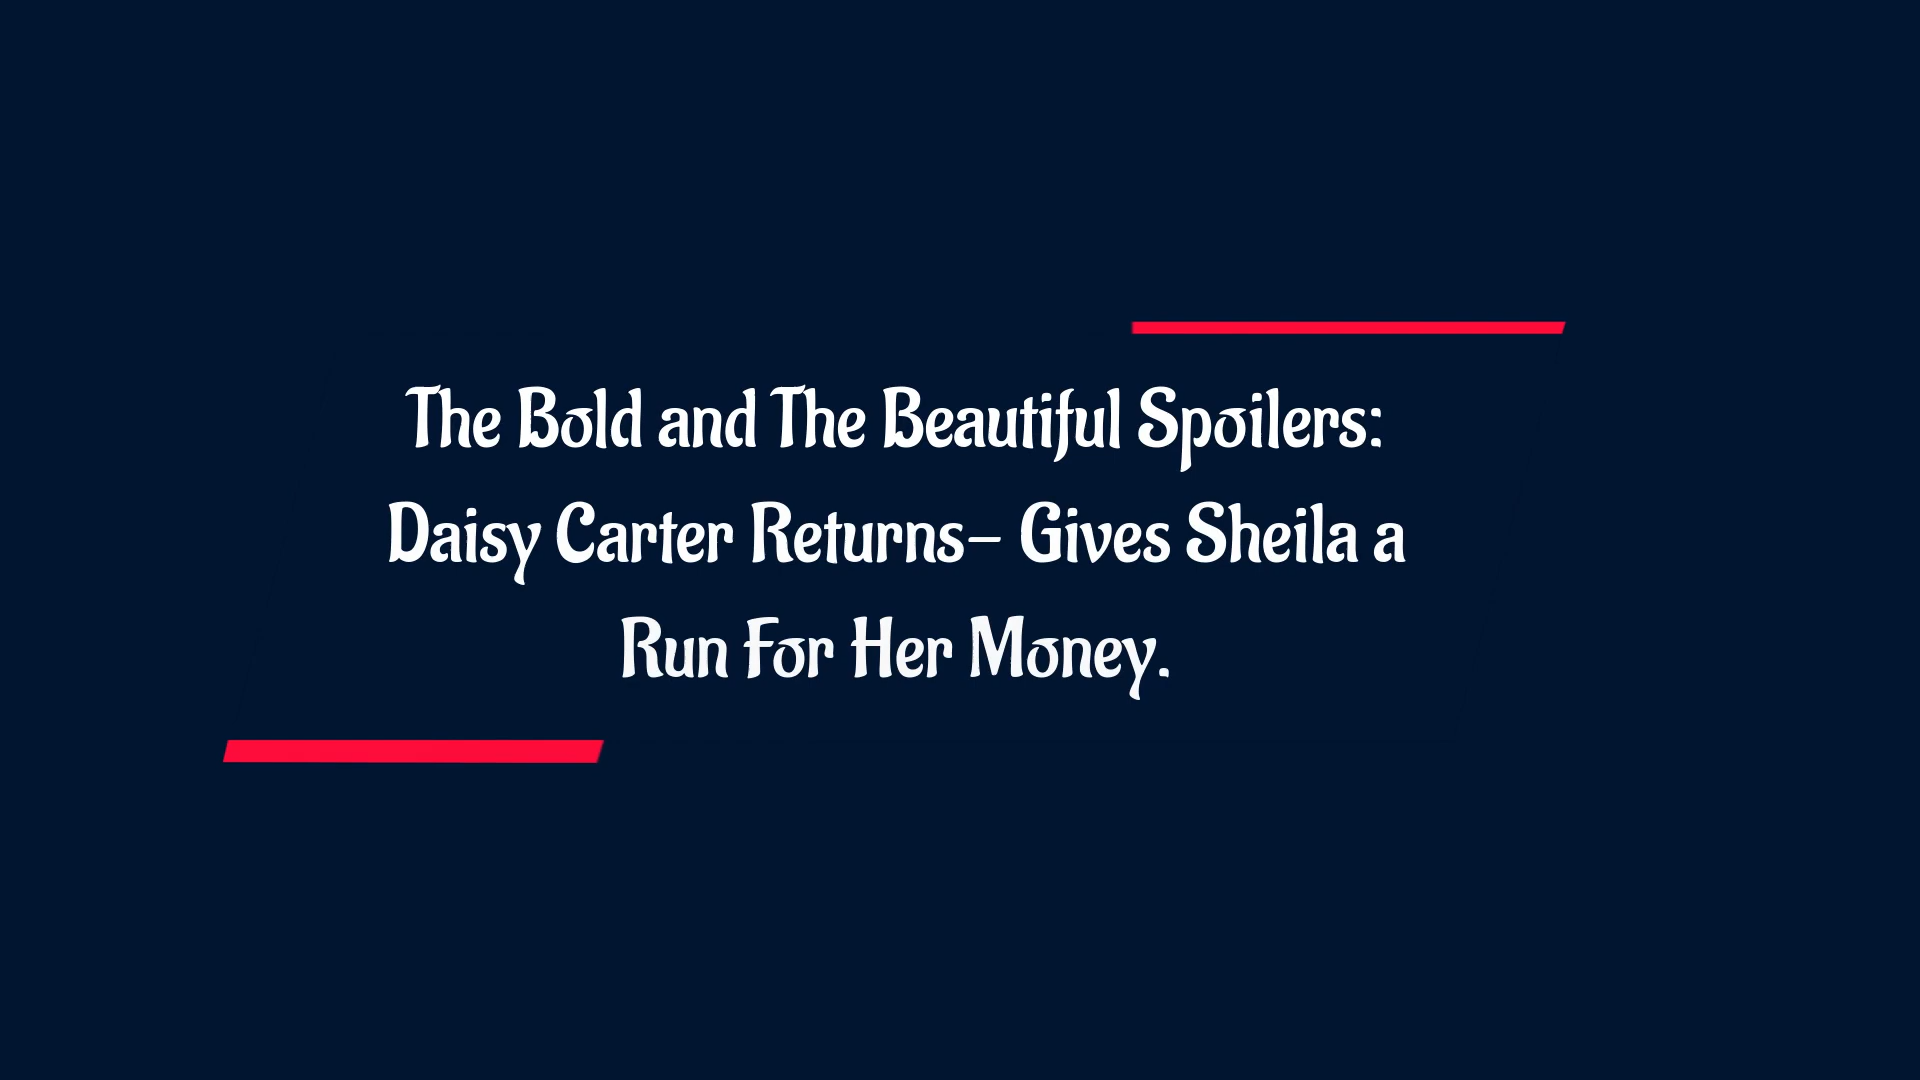 The Bold and The Beautiful Spoilers:
Daisy Carter Returns– Gives Sheila a
Run For Her Money.